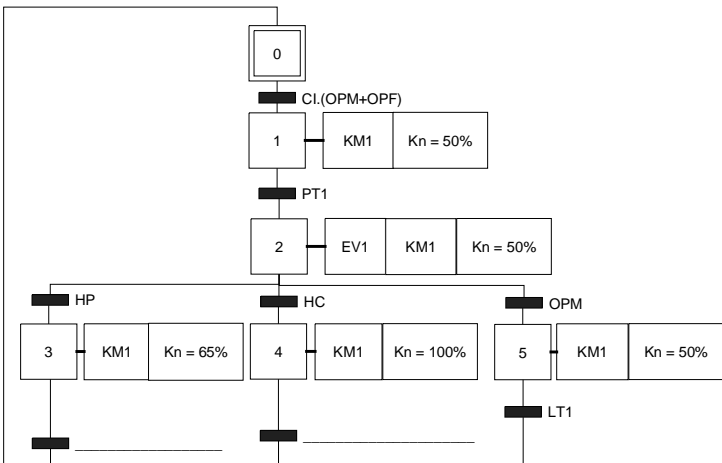 0
CI.(OPM+OPF)
1 KM1 Kn = 50%
PT1
2 EV1 KM1 Kn = 50%
HP HC OPM
3 KM1 Kn = 65% 4 KM1 Kn = 100% 5 KM1 Kn = 50%
LT1